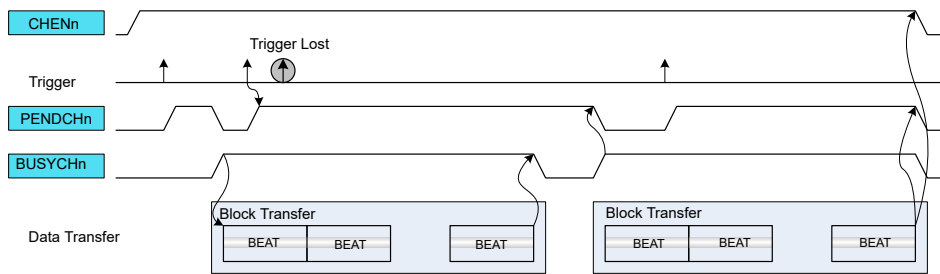 CHENn
Trigger Lost
Trigger
PENDCHn
BUSYCHn
Block Transfer
Block Transfer
Data Transfer
BEAT
BEAT
BEAT
BEAT
BEAT
BEAT